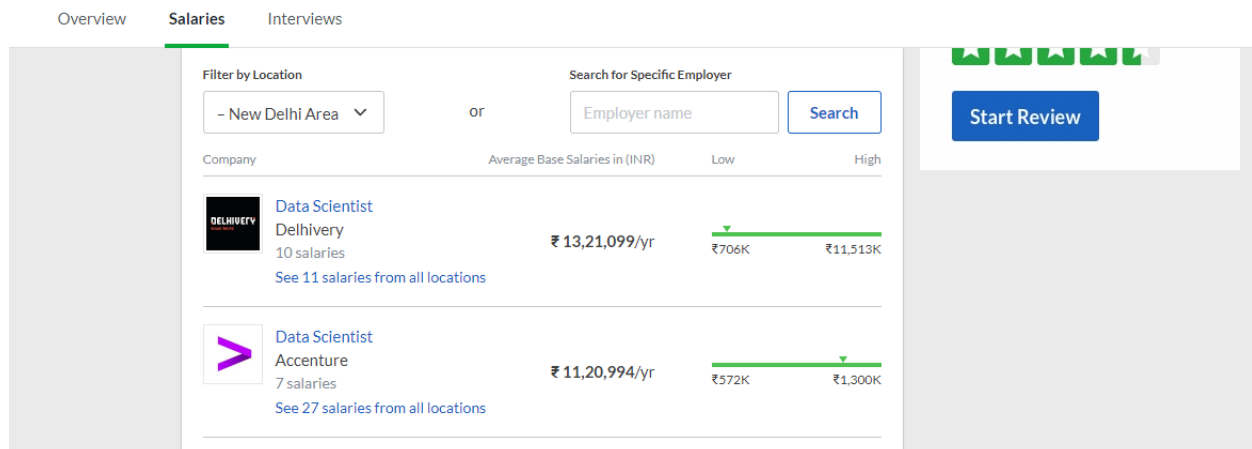 Overview Salaries Interviews
Filter by Location
Search for Specific Employer
– New Delhi Area
or
Employer name
Search
Start Review
Company Average Base Salaries in (INR) Low High
DELHIVERY
Data Scientist
Delhivery
10 salaries
See 11 salaries from all locations
₹ 13,21,099/yr
₹706K ₹11,513K
Data Scientist
Accenture
7 salaries
See 27 salaries from all locations
₹ 11,20,994/yr
₹572K ₹1,300K